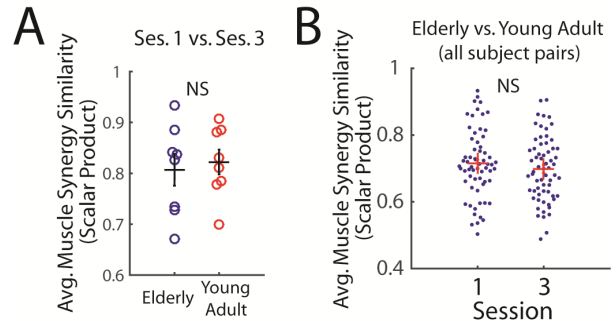 A
Ses. 1 vs. Ses. 3
Avg. Muscle Synergy Similarity
(Scalar Product)
1
0.9
0.8
0.7
0.6
NS
Elderly
Young
Adult
B
Elderly vs. Young Adult
(all subject pairs)
Avg. Muscle Synergy Similarity
(Scalar Product)
1
0.8
0.6
0.4
NS
1
3
Session